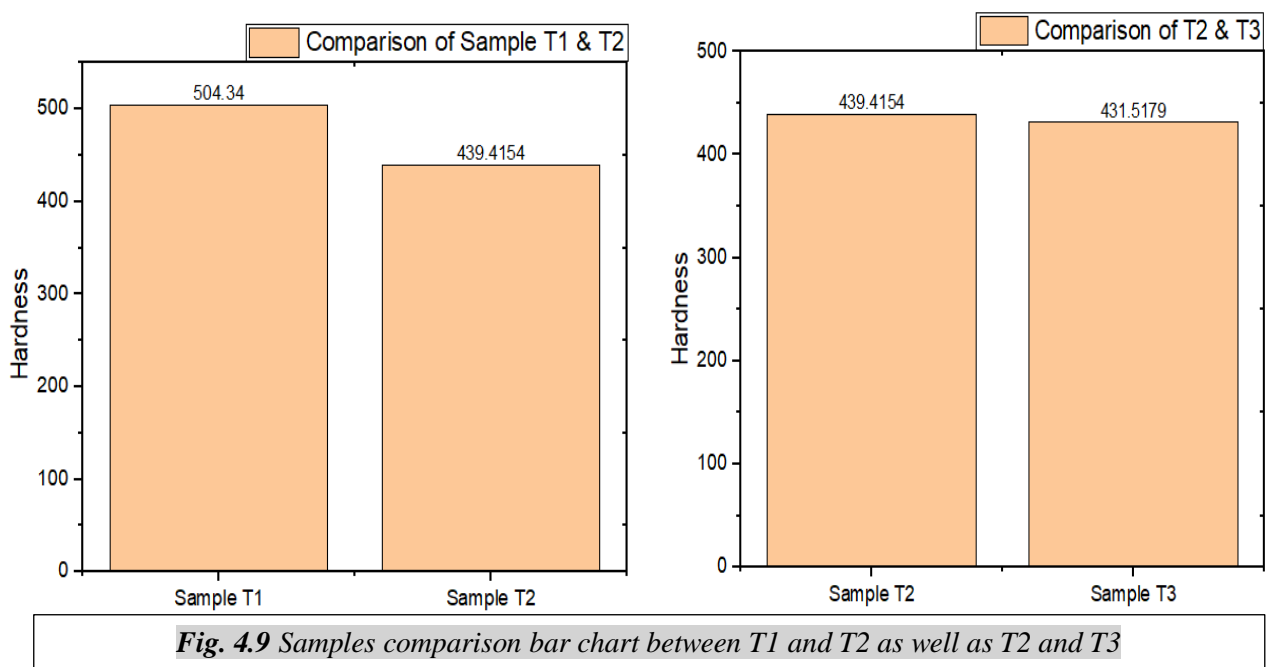 Comparison of Sample T1 & T2
504.34
439.4154
500
400
300
200
100
0
Hardness
Sample T1 Sample T2
Comparison of T2 & T3
439.4154
431.5179
500
400
300
200
100
0
Hardness
Sample T2 Sample T3
Fig. 4.9 Samples comparison bar chart between T1 and T2 as well as T2 and T3